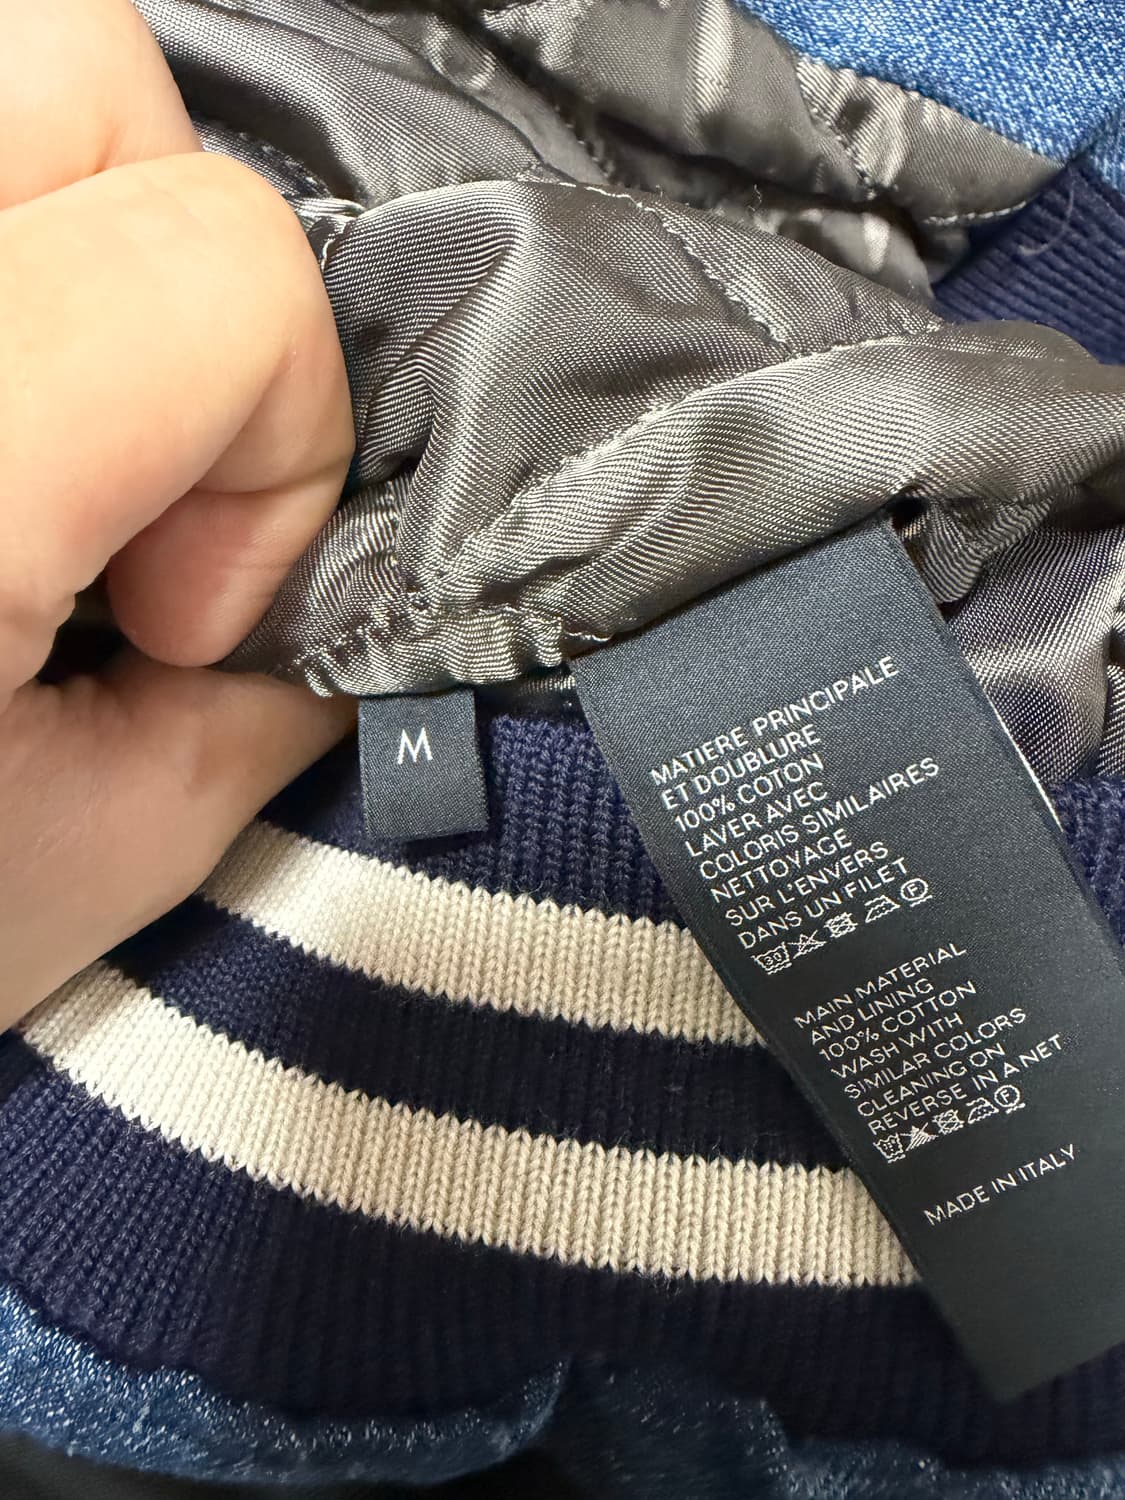 M
MATIERE PRINCIPALE
ET DOUBLURE
100% COTON
LAVER AVEC
COLORIS SIMILAIRES
NETTOYAGE
SUR L'ENVERS
DANS UN FILET
30 F
MAIN MATERIAL
AND LINING
100% COTTON
WASH WITH
SIMILAR COLORS
CLEANING ON
REVERSE IN A NET
F
MADE IN ITALY